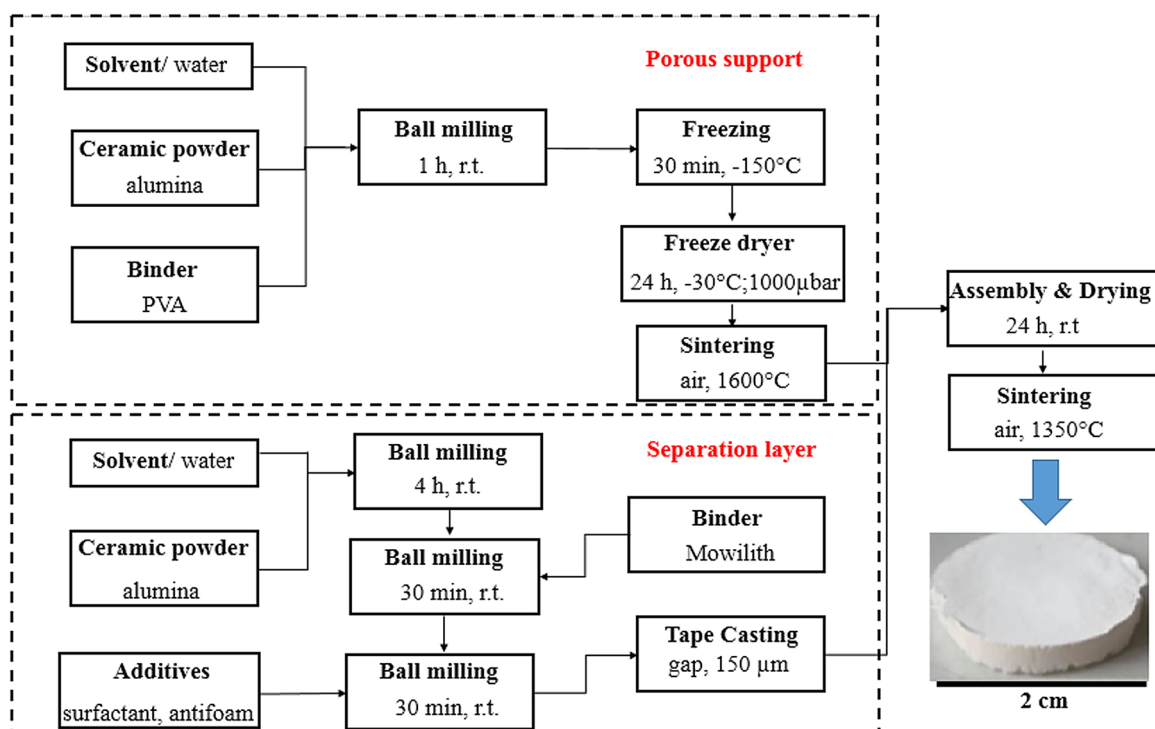 Porous support
Solvent/ water
Ceramic powder
alumina
Binder
PVA
Ball milling
1 h, r.t.
Freezing
30 min, -150°C
Freeze dryer
24 h, -30°C;1000µbar
Sintering
air, 1600°C
Separation layer
Solvent/ water
Ceramic powder
alumina
Ball milling
4 h, r.t.
Binder
Mowilith
Ball milling
30 min, r.t.
Additives
surfactant, antifoam
Ball milling
30 min, r.t.
Tape Casting
gap, 150 µm
Assembly & Drying
24 h, r.t
Sintering
air, 1350°C
2 cm